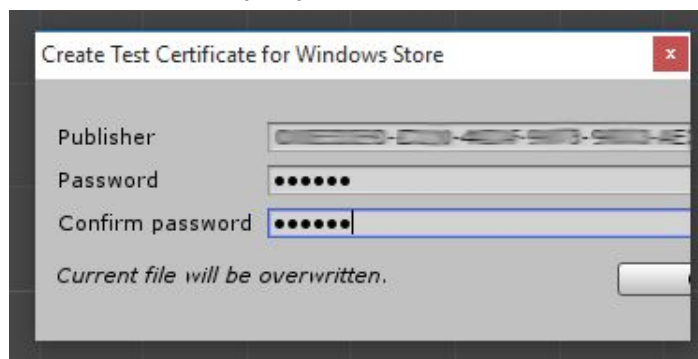 Create Test Certificate for Windows Store
x
Publisher
Password ●●●●●●
Confirm password ●●●●●●
Current file will be overwritten.